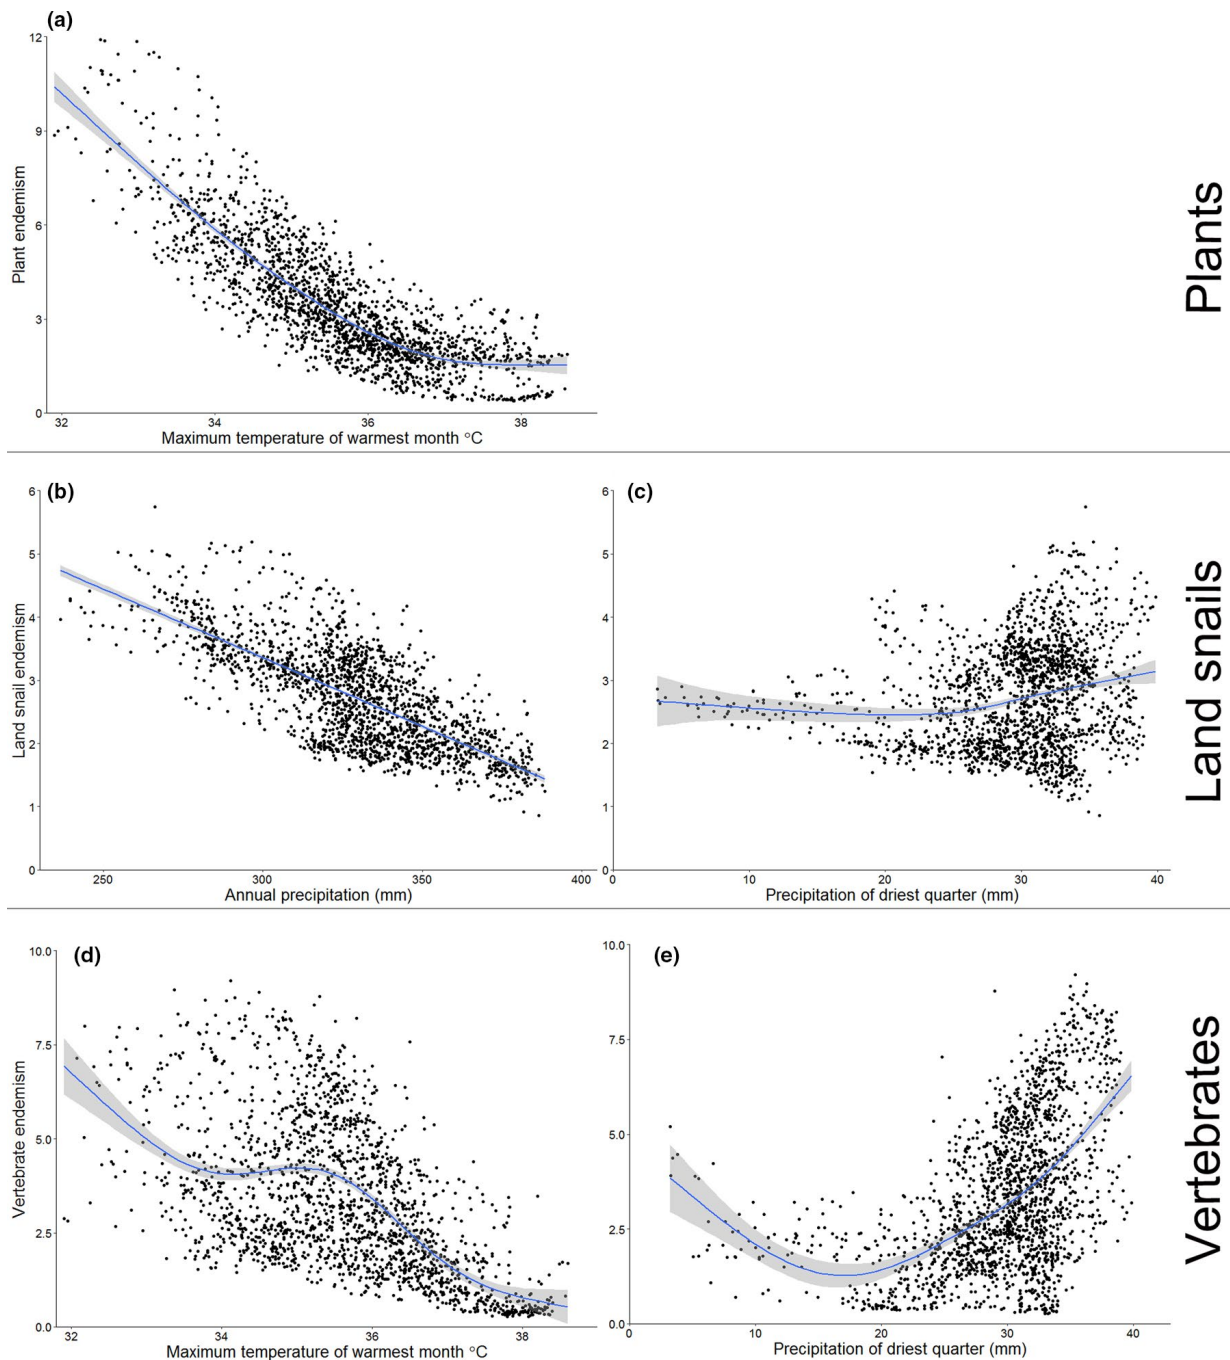 (a)
12
9
6
3
0
Plant endemism
32 34 36 38
Maximum temperature of warmest month °C
Plants
(b)
6
5
4
3
2
1
0
Land snail endemism
250 300 350 400
Annual precipitation (mm)
(c)
6
5
4
3
2
1
0
0 10 20 30 40
Precipitation of driest quarter (mm)
Land snails
(d)
10.0
7.5
5.0
2.5
0.0
Vertebrate endemism
32 34 36 38
Maximum temperature of warmest month °C
(e)
10.0
7.5
5.0
2.5
0.0
0 10 20 30 40
Precipitation of driest quarter (mm)
Vertebrates